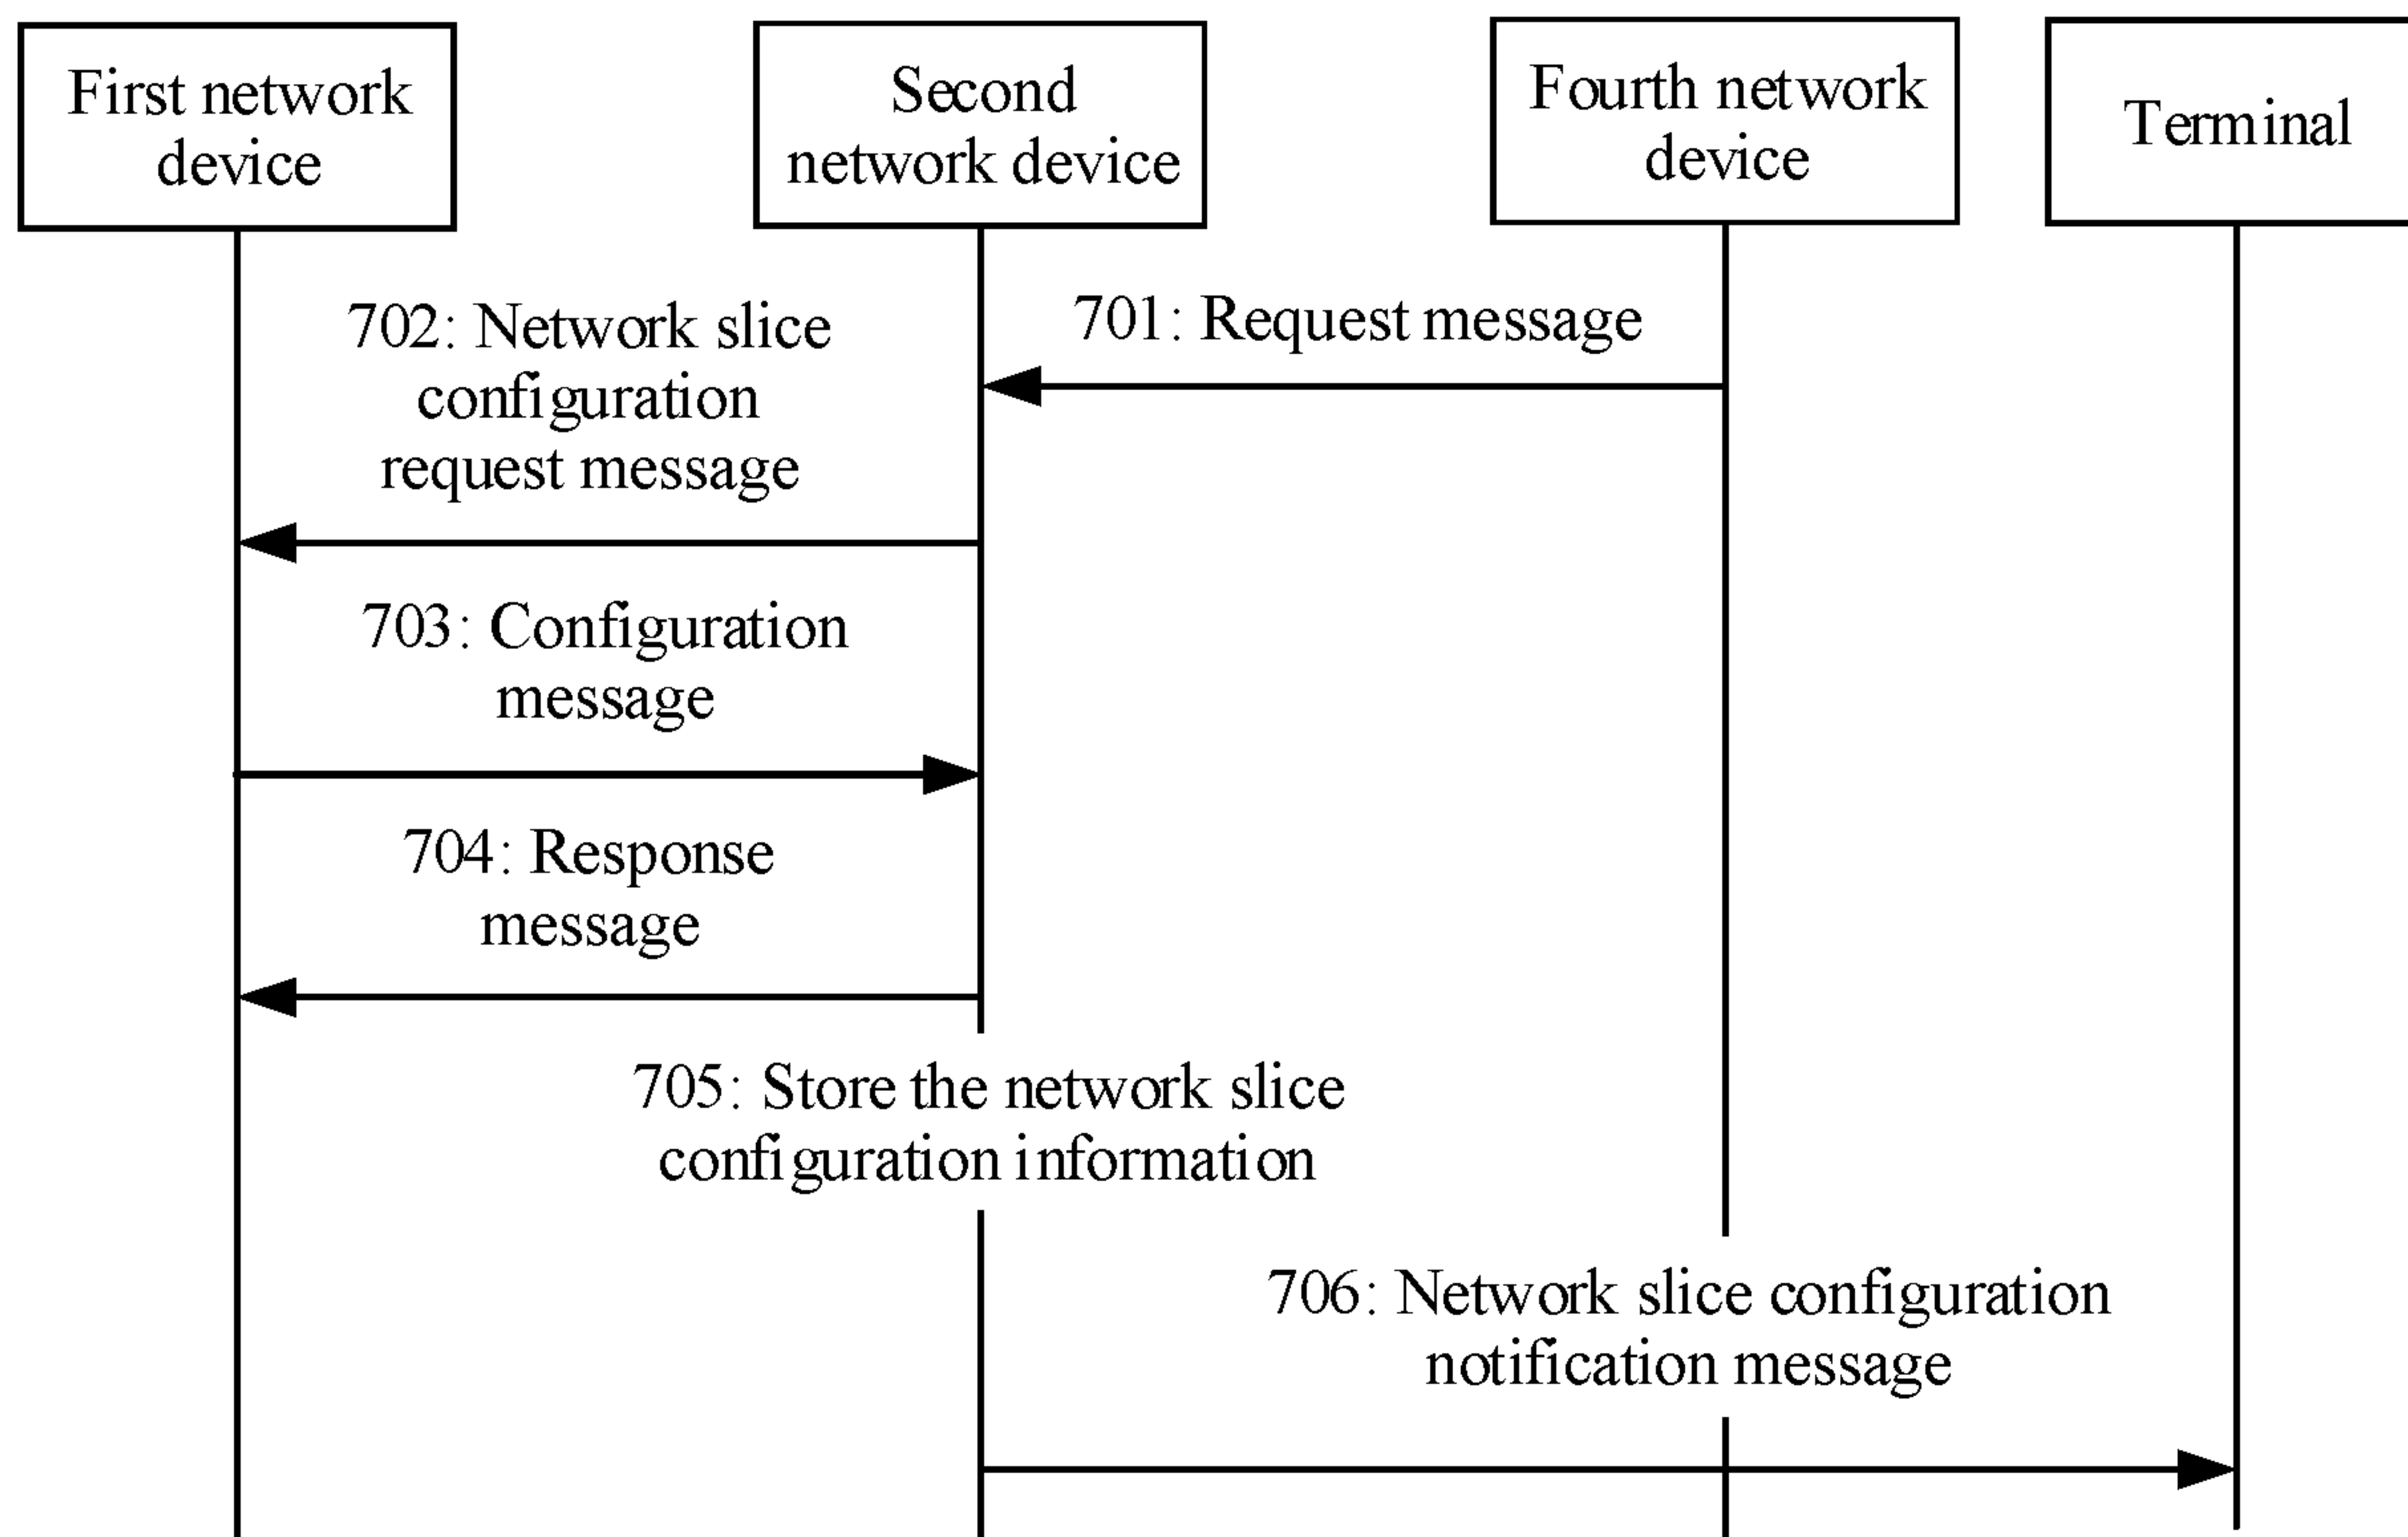 First network
device
Second
network device
Fourth network
device
Terminal
701: Request message
702: Network slice
configuration
request message
703: Configuration
message
704: Response
message
705: Store the network slice
configuration information
706: Network slice configuration
notification message